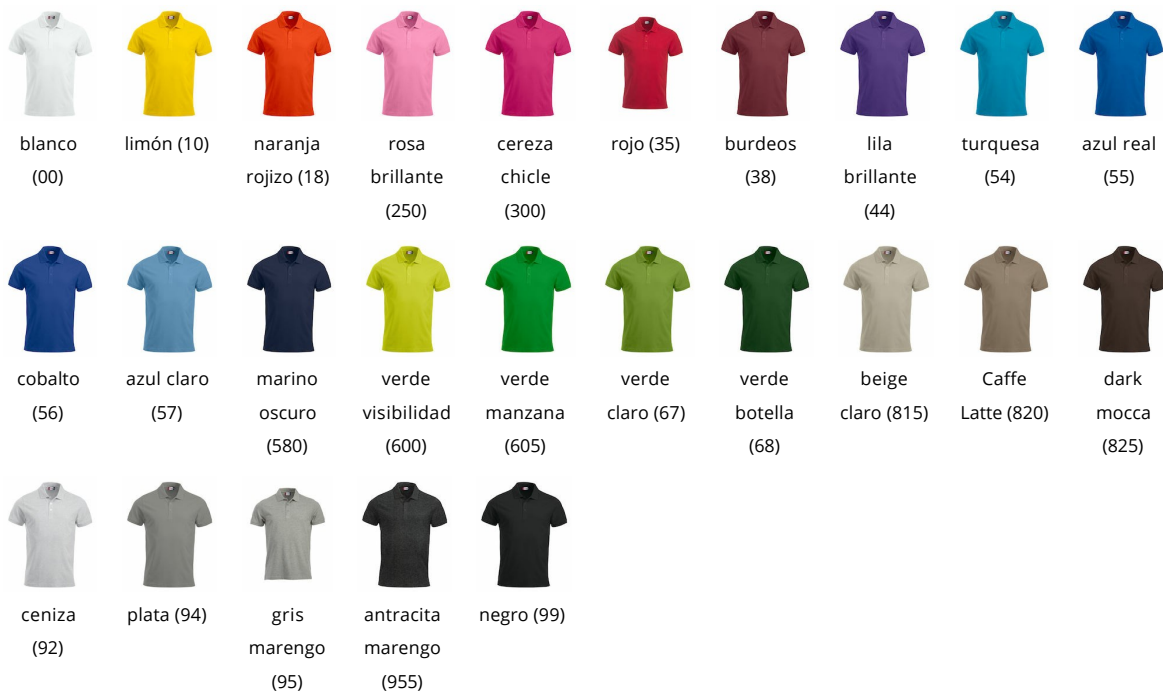 blanco
(00)
limón (10)
naranja
rojizo (18)
rosa
brillante
(250)
cereza
chicle
(300)
rojo (35)
burdeos
(38)
lila
brillante
(44)
turquesa
(54)
azul real
(55)
cobalto
(56)
azul claro
(57)
marino
oscuro
(580)
verde
visibilidad
(600)
verde
manzana
(605)
verde
claro (67)
verde
botella
(68)
beige
claro (815)
Caffe
Latte (820)
dark
mocca
(825)
ceniza
(92)
plata (94)
gris
marengo
(95)
antracita
marengo
(955)
negro (99)